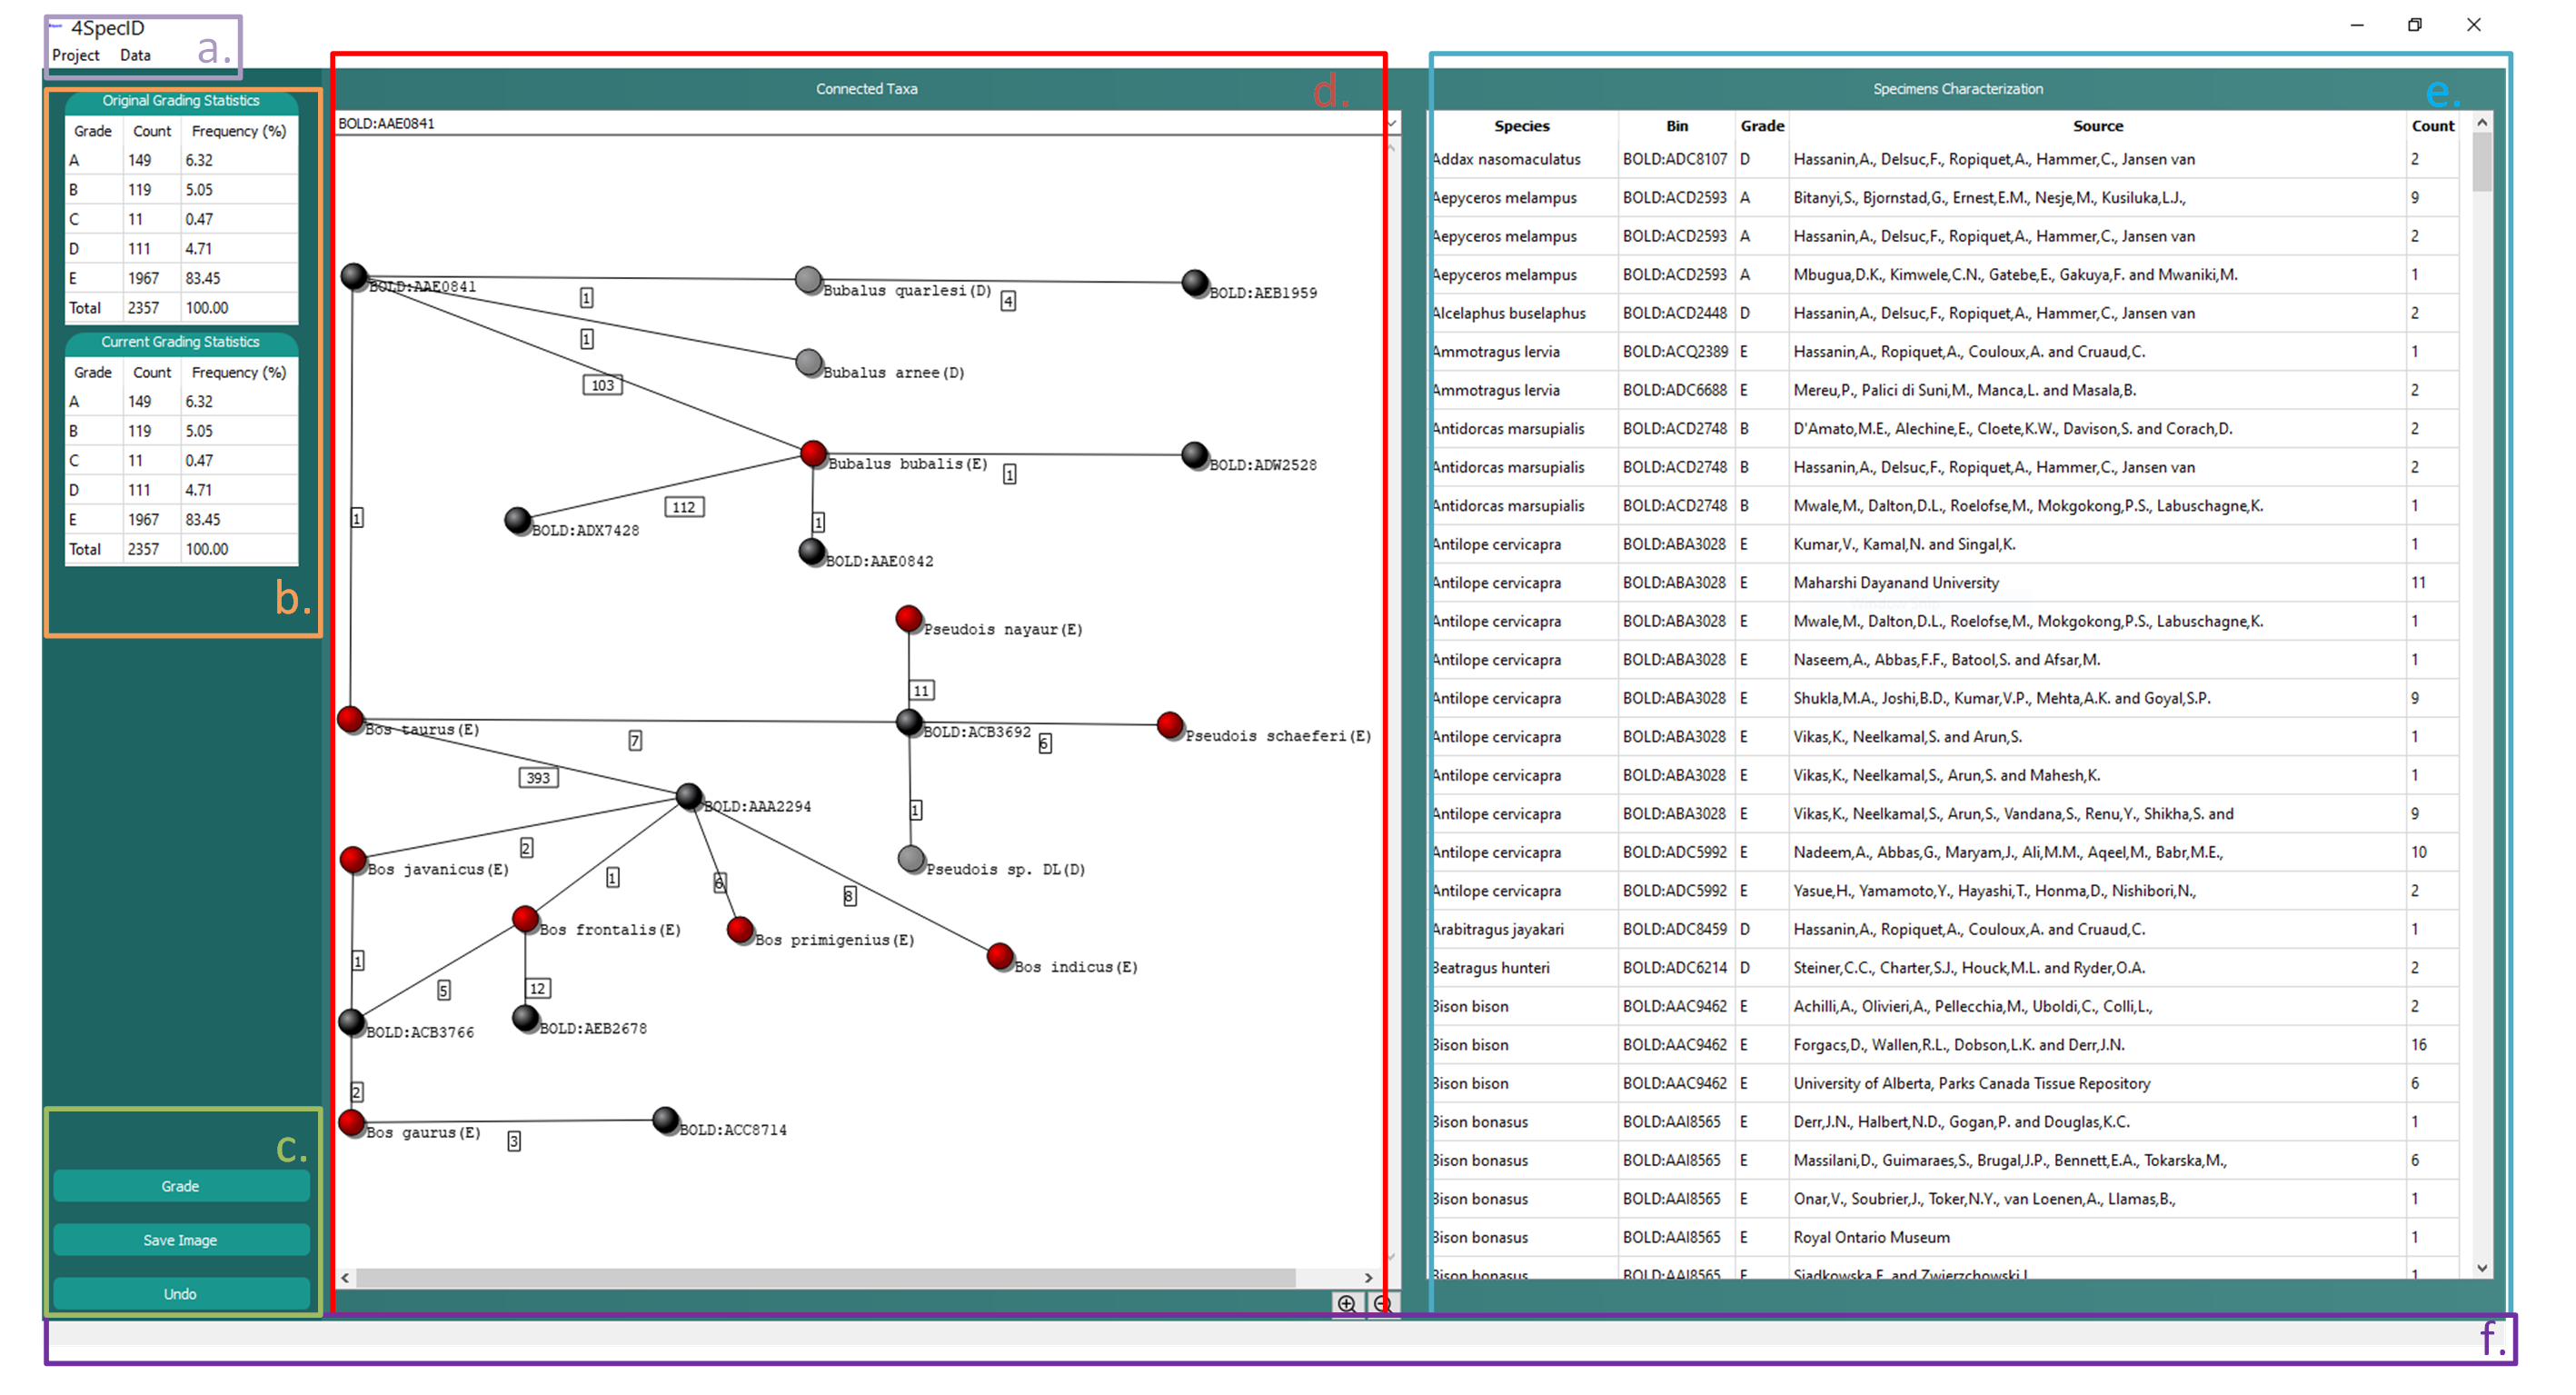 4SpecID
Project Data
a.
Original Grading Statistics
Grade Count Frequency (%)
A 149 6.32
B 119 5.05
C 11 0.47
D 111 4.71
E 1967 83.45
Total 2357 100.00
Current Grading Statistics
Grade Count Frequency (%)
A 149 6.32
B 119 5.05
C 11 0.47
D 111 4.71
E 1967 83.45
Total 2357 100.00
b.
c.
Grade
Save Image
Undo
Connected Taxa
d.
BOLD:AAE0841
BOLD:AAE0841
1
Bubalus quarlesi(D)
4
BOLD:AEB1959
1
Bubalus arnee(D)
103
Bubalus bubalis(E)
1
BOLD:ADW2528
112
BOLD:ADX7428
1
BOLD:AAE0842
1
Pseudois nayaur(E)
11
Bos taurus(E)
7
BOLD:ACB3692
6
Pseudois schaeferi(E)
393
BOLD:AAA2294
1
Pseudois sp. DL(D)
2
Bos javanicus(E)
1
6
8
Bos frontalis(E)
Bos primigenius(E)
Bos indicus(E)
1
5
12
BOLD:ACB3766
BOLD:AEB2678
2
Bos gaurus(E)
3
BOLD:ACC8714
Specimens Characterization
e.
Species Bin Grade Source Count
Addax nasomaculatus BOLD:ADC8107 D Hassanin,A., Delsuc,F., Ropiquet,A., Hammer,C., Jansen van 2
Aepyceros melampus BOLD:ACD2593 A Bitanyi,S., Bjornstad,G., Ernest,E.M., Nesje,M., Kusiluka,L.J., 9
Aepyceros melampus BOLD:ACD2593 A Hassanin,A., Delsuc,F., Ropiquet,A., Hammer,C., Jansen van 2
Aepyceros melampus BOLD:ACD2593 A Mbugua,D.K., Kimwele,C.N., Gatebe,E., Gakuya,F. and Mwaniki,M. 1
Alcelaphus buselaphus BOLD:ACD2448 D Hassanin,A., Delsuc,F., Ropiquet,A., Hammer,C., Jansen van 2
Ammotragus lervia BOLD:ACQ2389 E Hassanin,A., Ropiquet,A., Couloux,A. and Cruaud,C. 1
Ammotragus lervia BOLD:ADC6688 E Mereu,P., Palici di Suni,M., Manca,L. and Masala,B. 2
Antidorcas marsupialis BOLD:ACD2748 B D'Amato,M.E., Alechine,E., Cloete,K.W., Davison,S. and Corach,D. 2
Antidorcas marsupialis BOLD:ACD2748 B Hassanin,A., Delsuc,F., Ropiquet,A., Hammer,C., Jansen van 2
Antidorcas marsupialis BOLD:ACD2748 B Mwale,M., Dalton,D.L., Roelofse,M., Mokgokong,P.S., Labuschagne,K. 1
Antilope cervicapra BOLD:ABA3028 E Kumar,V., Kamal,N. and Singal,K. 1
Antilope cervicapra BOLD:ABA3028 E Maharshi Dayanand University 11
Antilope cervicapra BOLD:ABA3028 E Mwale,M., Dalton,D.L., Roelofse,M., Mokgokong,P.S., Labuschagne,K. 1
Antilope cervicapra BOLD:ABA3028 E Naseem,A., Abbas,F.F., Batool,S. and Afsar,M. 1
Antilope cervicapra BOLD:ABA3028 E Shukla,M.A., Joshi,B.D., Kumar,V.P., Mehta,A.K. and Goyal,S.P. 9
Antilope cervicapra BOLD:ABA3028 E Vikas,K., Neelkamal,S. and Arun,S. 1
Antilope cervicapra BOLD:ABA3028 E Vikas,K., Neelkamal,S., Arun,S. and Mahesh,K. 1
Antilope cervicapra BOLD:ABA3028 E Vikas,K., Neelkamal,S., Arun,S., Vandana,S., Renu,Y., Shikha,S. and 9
Antilope cervicapra BOLD:ADC5992 E Nadeem,A., Abbas,G., Maryam,J., Ali,M.M., Aqeel,M., Babr,M.E., 10
Antilope cervicapra BOLD:ADC5992 E Yasue,H., Yamamoto,Y., Hayashi,T., Honma,D., Nishibori,N., 2
Arabitragus jayakari BOLD:ADC8459 D Hassanin,A., Ropiquet,A., Couloux,A. and Cruaud,C. 1
Beatragus hunteri BOLD:ADC6214 D Steiner,C.C., Charter,S.J., Houck,M.L. and Ryder,O.A. 2
Bison bison BOLD:AAC9462 E Achilli,A., Olivieri,A., Pellecchia,M., Uboldi,C., Colli,L., 2
Bison bison BOLD:AAC9462 E Forgacs,D., Wallen,R.L., Dobson,L.K. and Derr,J.N. 16
Bison bison BOLD:AAC9462 E University of Alberta, Parks Canada Tissue Repository 6
Bison bonasus BOLD:AAI8565 E Derr,J.N., Halbert,N.D., Gogan,P. and Douglas,K.C. 1
Bison bonasus BOLD:AAI8565 E Massilani,D., Guimaraes,S., Brugal,J.P., Bennett,E.A., Tokarska,M., 6
Bison bonasus BOLD:AAI8565 E Onar,V., Soubrier,J., Toker,N.Y., van Loenen,A., Llamas,B., 1
Bison bonasus BOLD:AAI8565 E Royal Ontario Museum 1
Bison bonasus BOLD:AAI8565 E Siadkowska,E. and Zwierzchowski,L. 1
f.